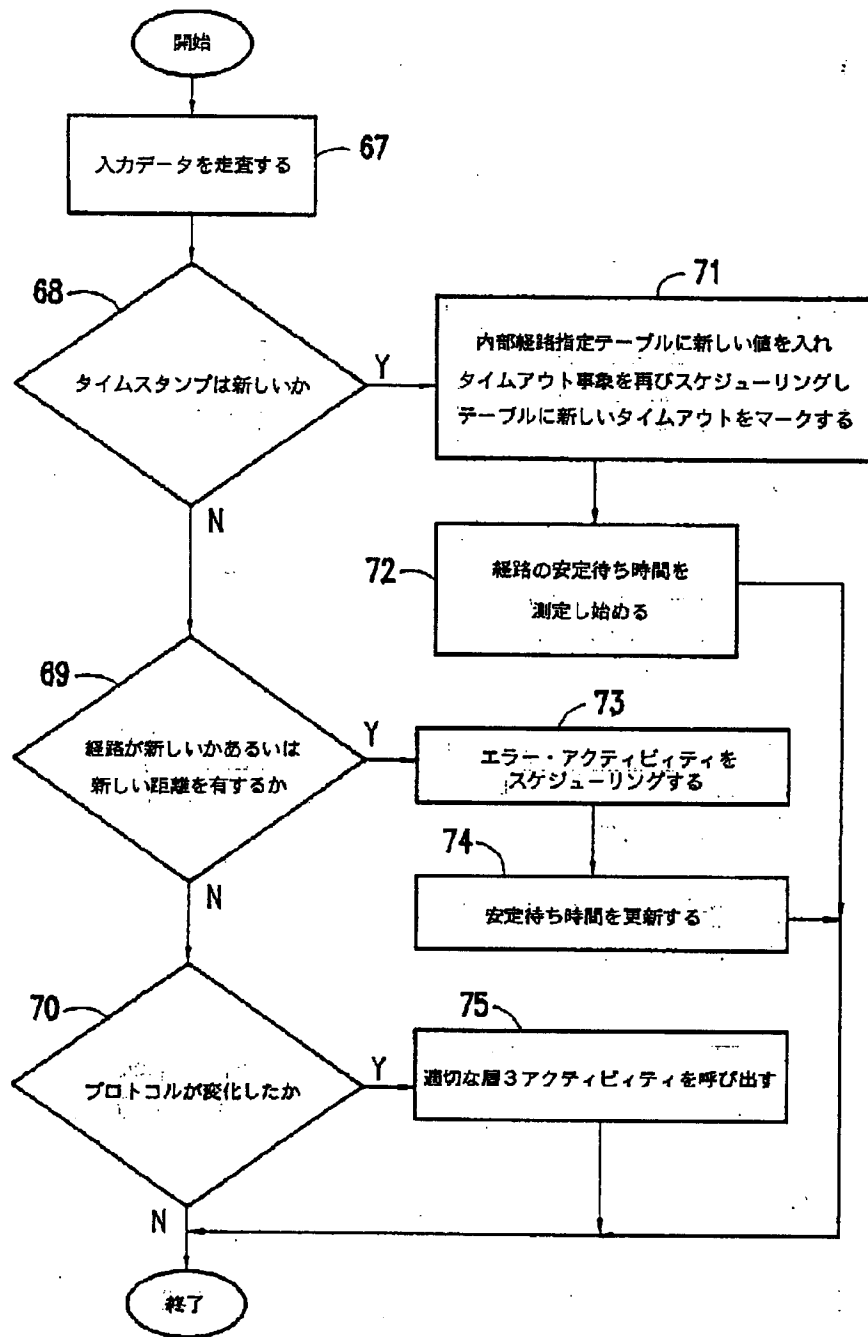 開始
入力データを走査する
67
68
タイムスタンプは新しいか
Y
N
71
内部経路指定テーブルに新しい値を入れ
タイムアウト事象を再びスケジューリングし
テーブルに新しいタイムアウトをマークする
72
経路の安定待ち時間を
測定し始める
69
経路が新しいかあるいは
新しい距離を有するか
Y
N
73
エラー・アクティビィティを
スケジューリングする
74
安定待ち時間を更新する
70
プロトコルが変化したか
Y
N
75
適切な層3アクティビィティを呼び出す
終了